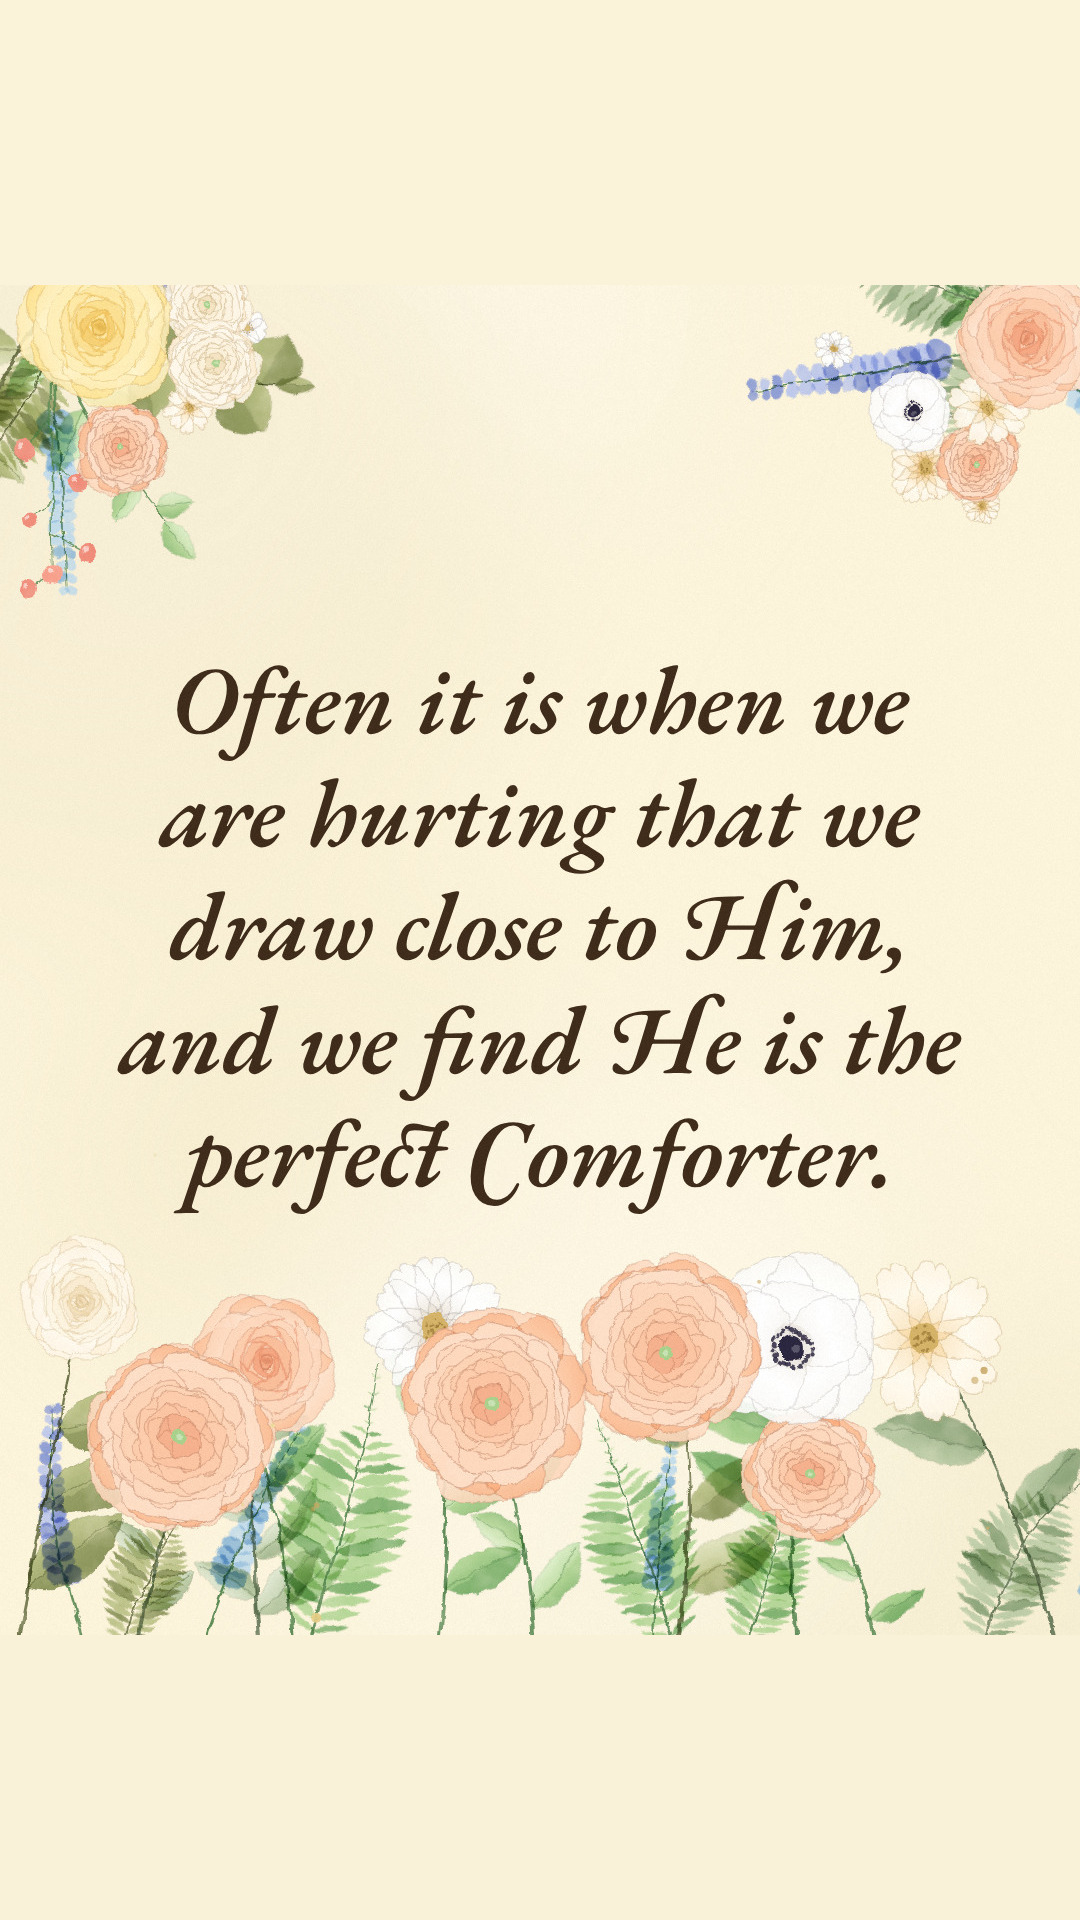 Often it is when we
are hurting that we
draw close to Him,
and we find He is the
perfect Comforter.